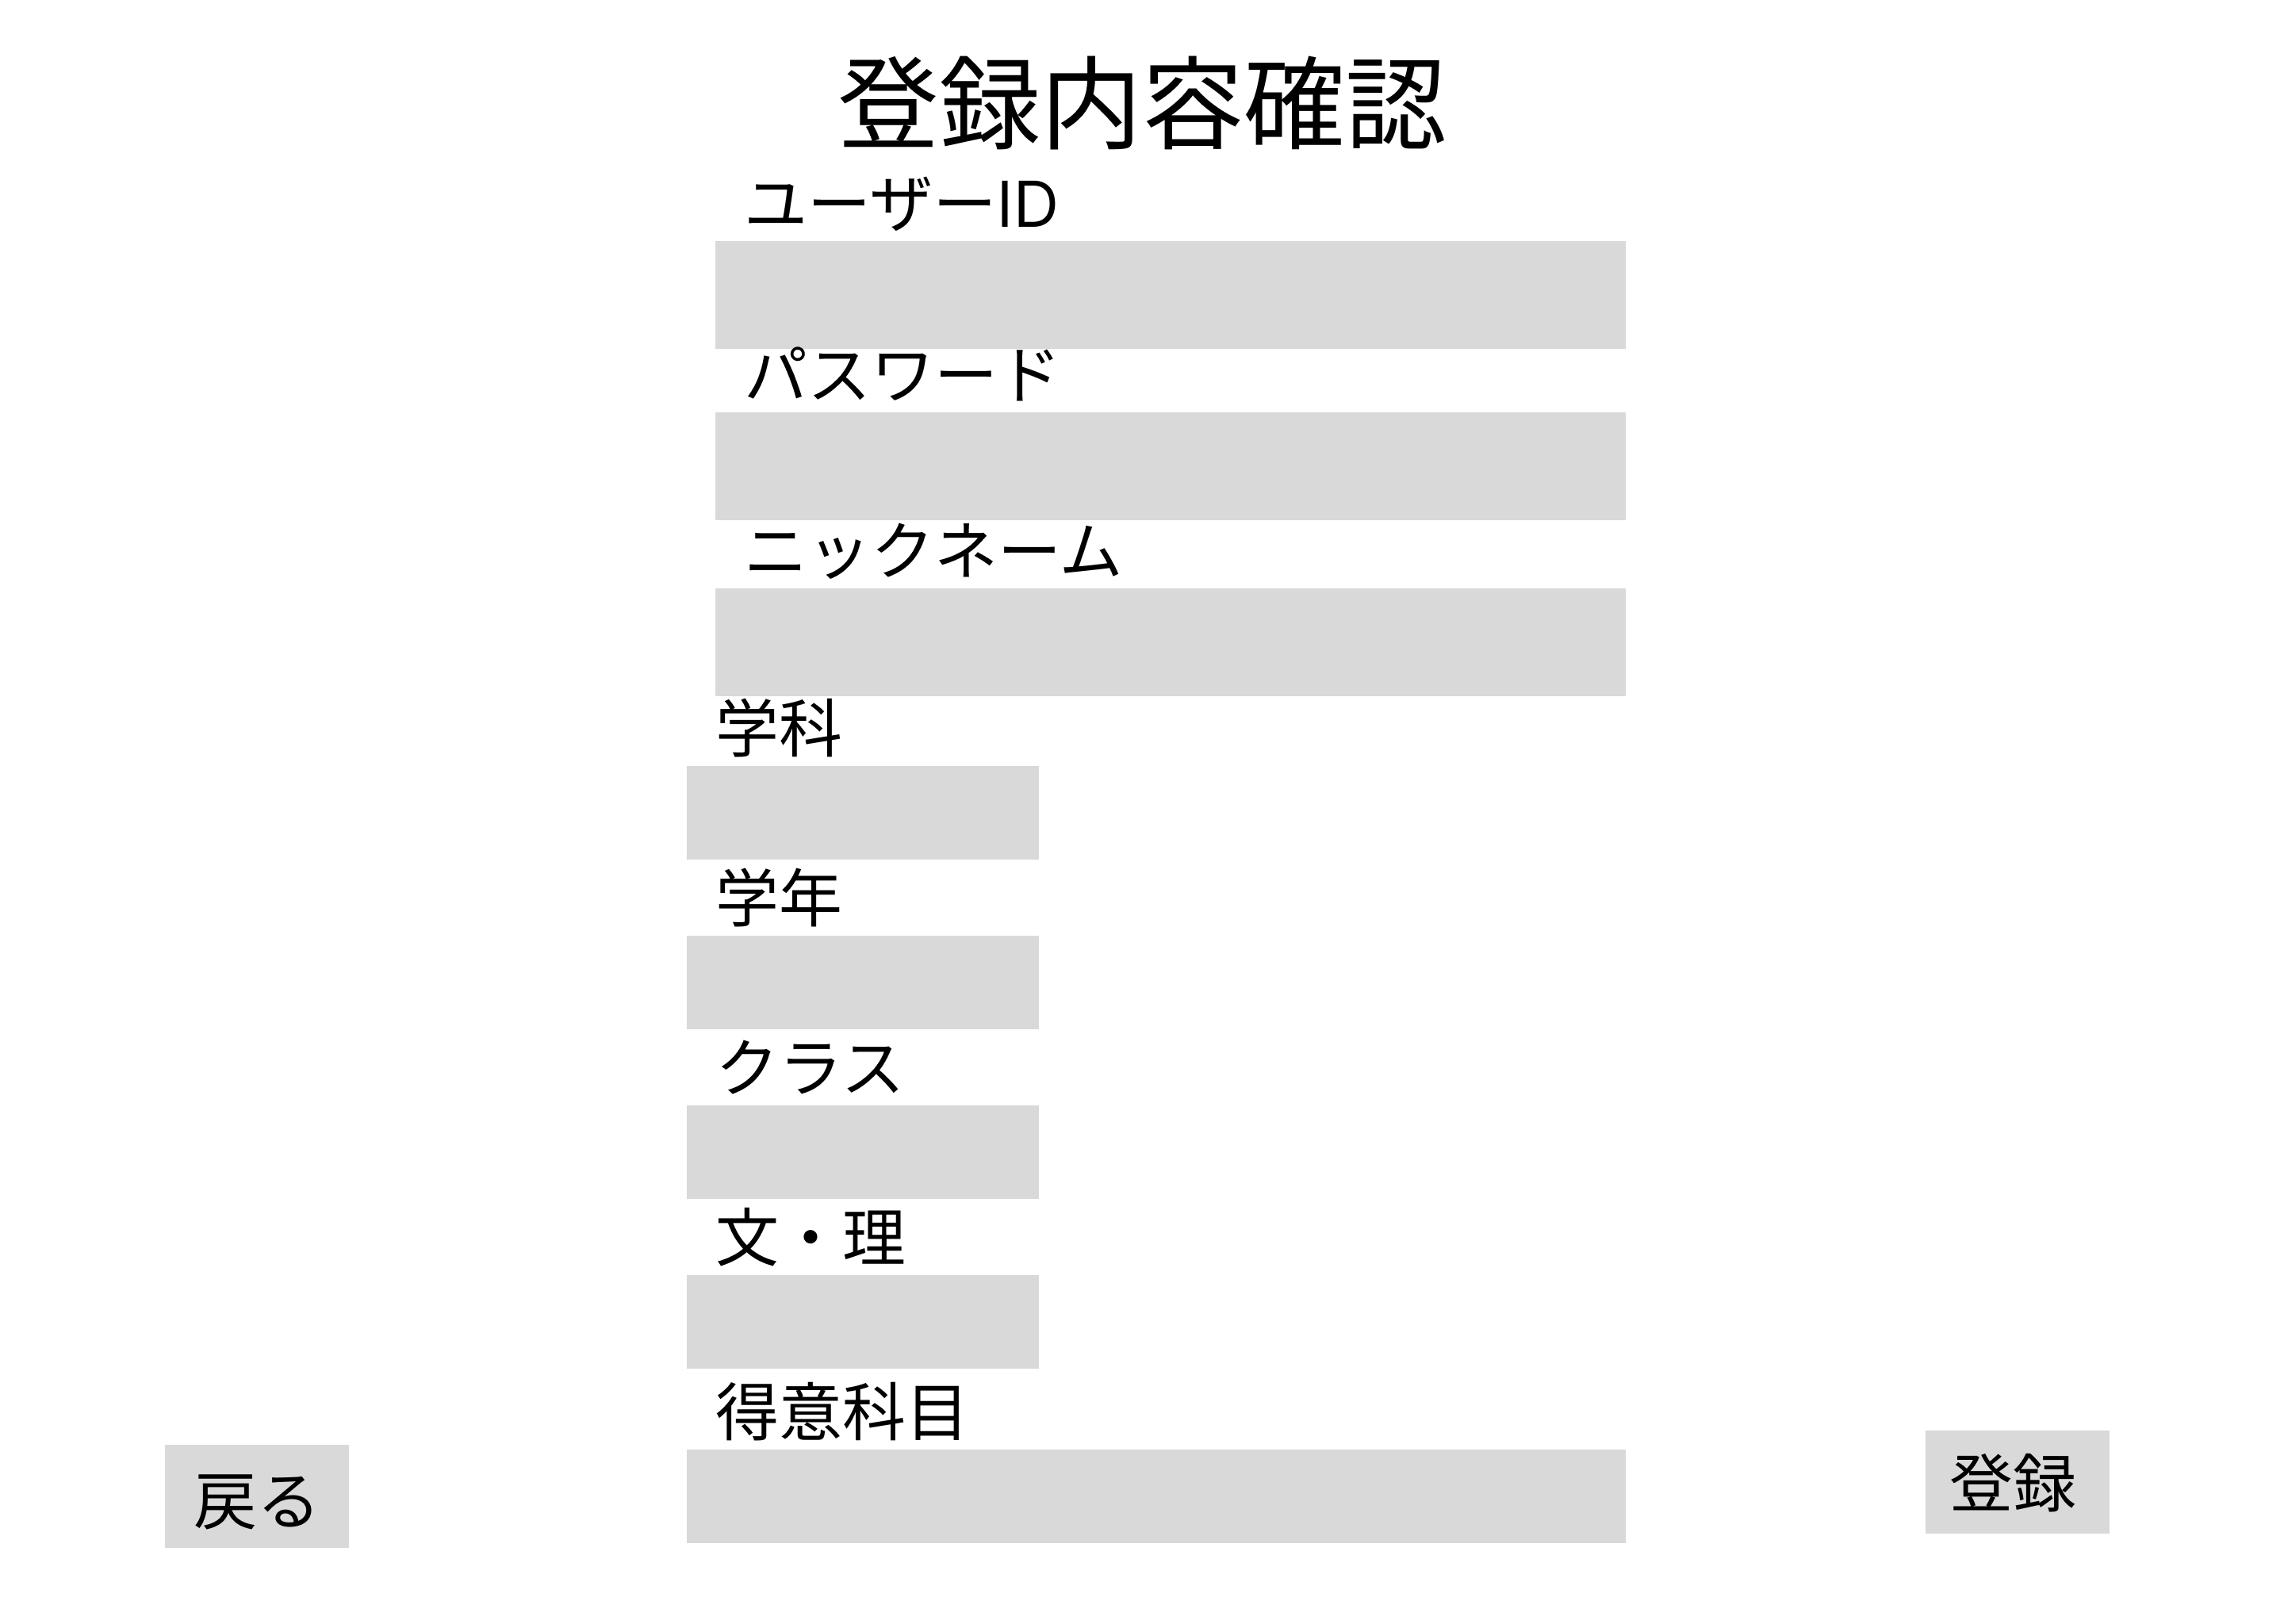 登録内容確認
ユーザーID
パスワード
ニックネーム
学科
学年
クラス
文・理
得意科目
戻る
登録